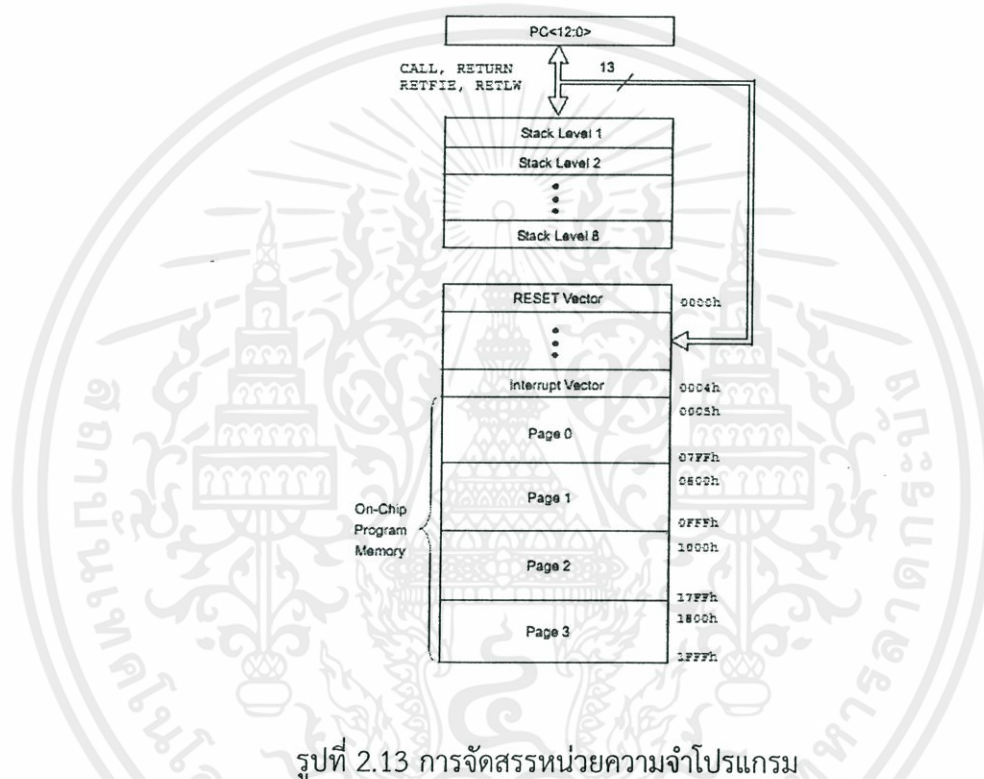 PC<12:0>
CALL, RETURN
RETFIE, RETLW
13
Stack Level 1
Stack Level 2
Stack Level 8
RESET Vector
0000h
Interrupt Vector
0004h
0005h
Page 0
07FFh
0800h
Page 1
0FFFh
1000h
Page 2
17FFh
1800h
Page 3
1FFFh
On-Chip
Program
Memory
รูปที่ 2.13 การจัดสรรหน่วยความจำโปรแกรม